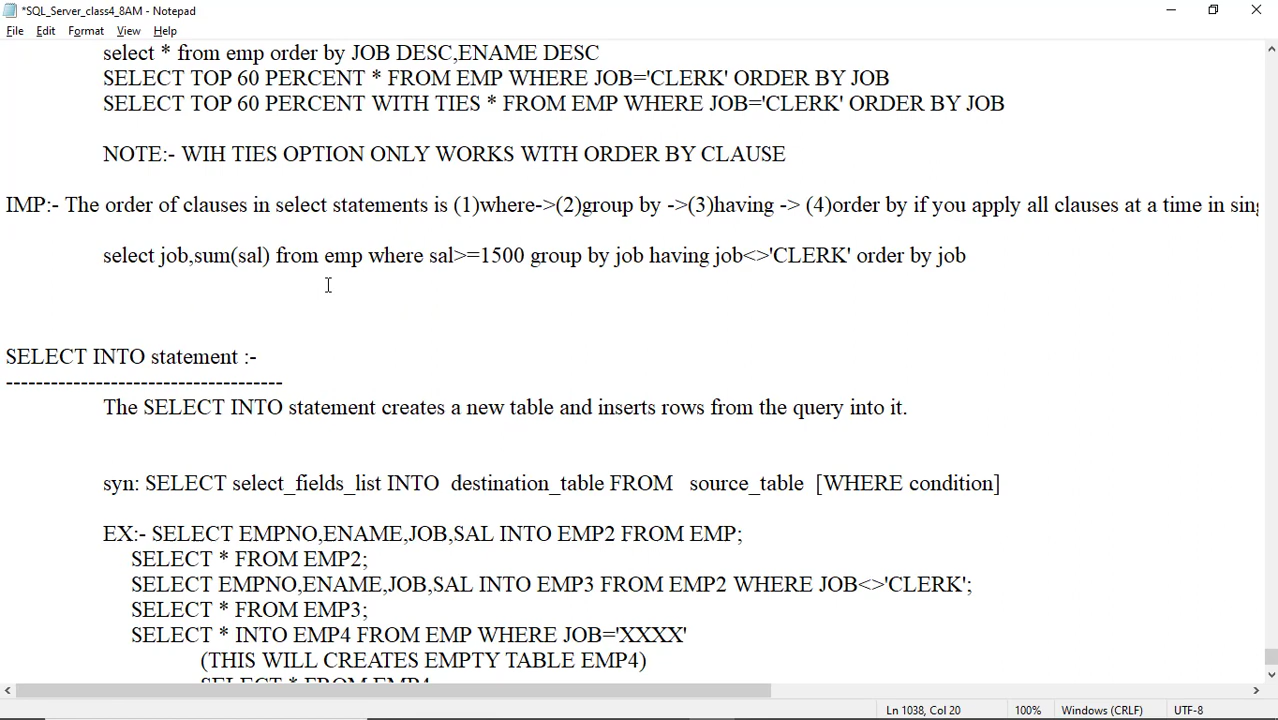 *SQL_Server_class4_8AM - Notepad
File Edit Format View Help
select * from emp order by JOB DESC,ENAME DESC
SELECT TOP 60 PERCENT * FROM EMP WHERE JOB='CLERK' ORDER BY JOB
SELECT TOP 60 PERCENT WITH TIES * FROM EMP WHERE JOB='CLERK' ORDER BY JOB
NOTE:- WIH TIES OPTION ONLY WORKS WITH ORDER BY CLAUSE
IMP:- The order of clauses in select statements is (1)where->(2)group by ->(3)having -> (4)order by if you apply all clauses at a time in
select job,sum(sal) from emp where sal>=1500 group by job having job<>'CLERK' order by job
SELECT INTO statement :-
-------------------------------------
The SELECT INTO statement creates a new table and inserts rows from the query into it.
syn: SELECT select_fields_list INTO  destination_table FROM   source_table  [WHERE condition]
EX:- SELECT EMPNO,ENAME,JOB,SAL INTO EMP2 FROM EMP;
SELECT * FROM EMP2;
SELECT EMPNO,ENAME,JOB,SAL INTO EMP3 FROM EMP2 WHERE JOB<>'CLERK';
SELECT * FROM EMP3;
SELECT * INTO EMP4 FROM EMP WHERE JOB='XXXX'
(THIS WILL CREATES EMPTY TABLE EMP4)
SELECT * FROM EMP4
Ln 1038, Col 20 100% Windows (CRLF) UTF-8